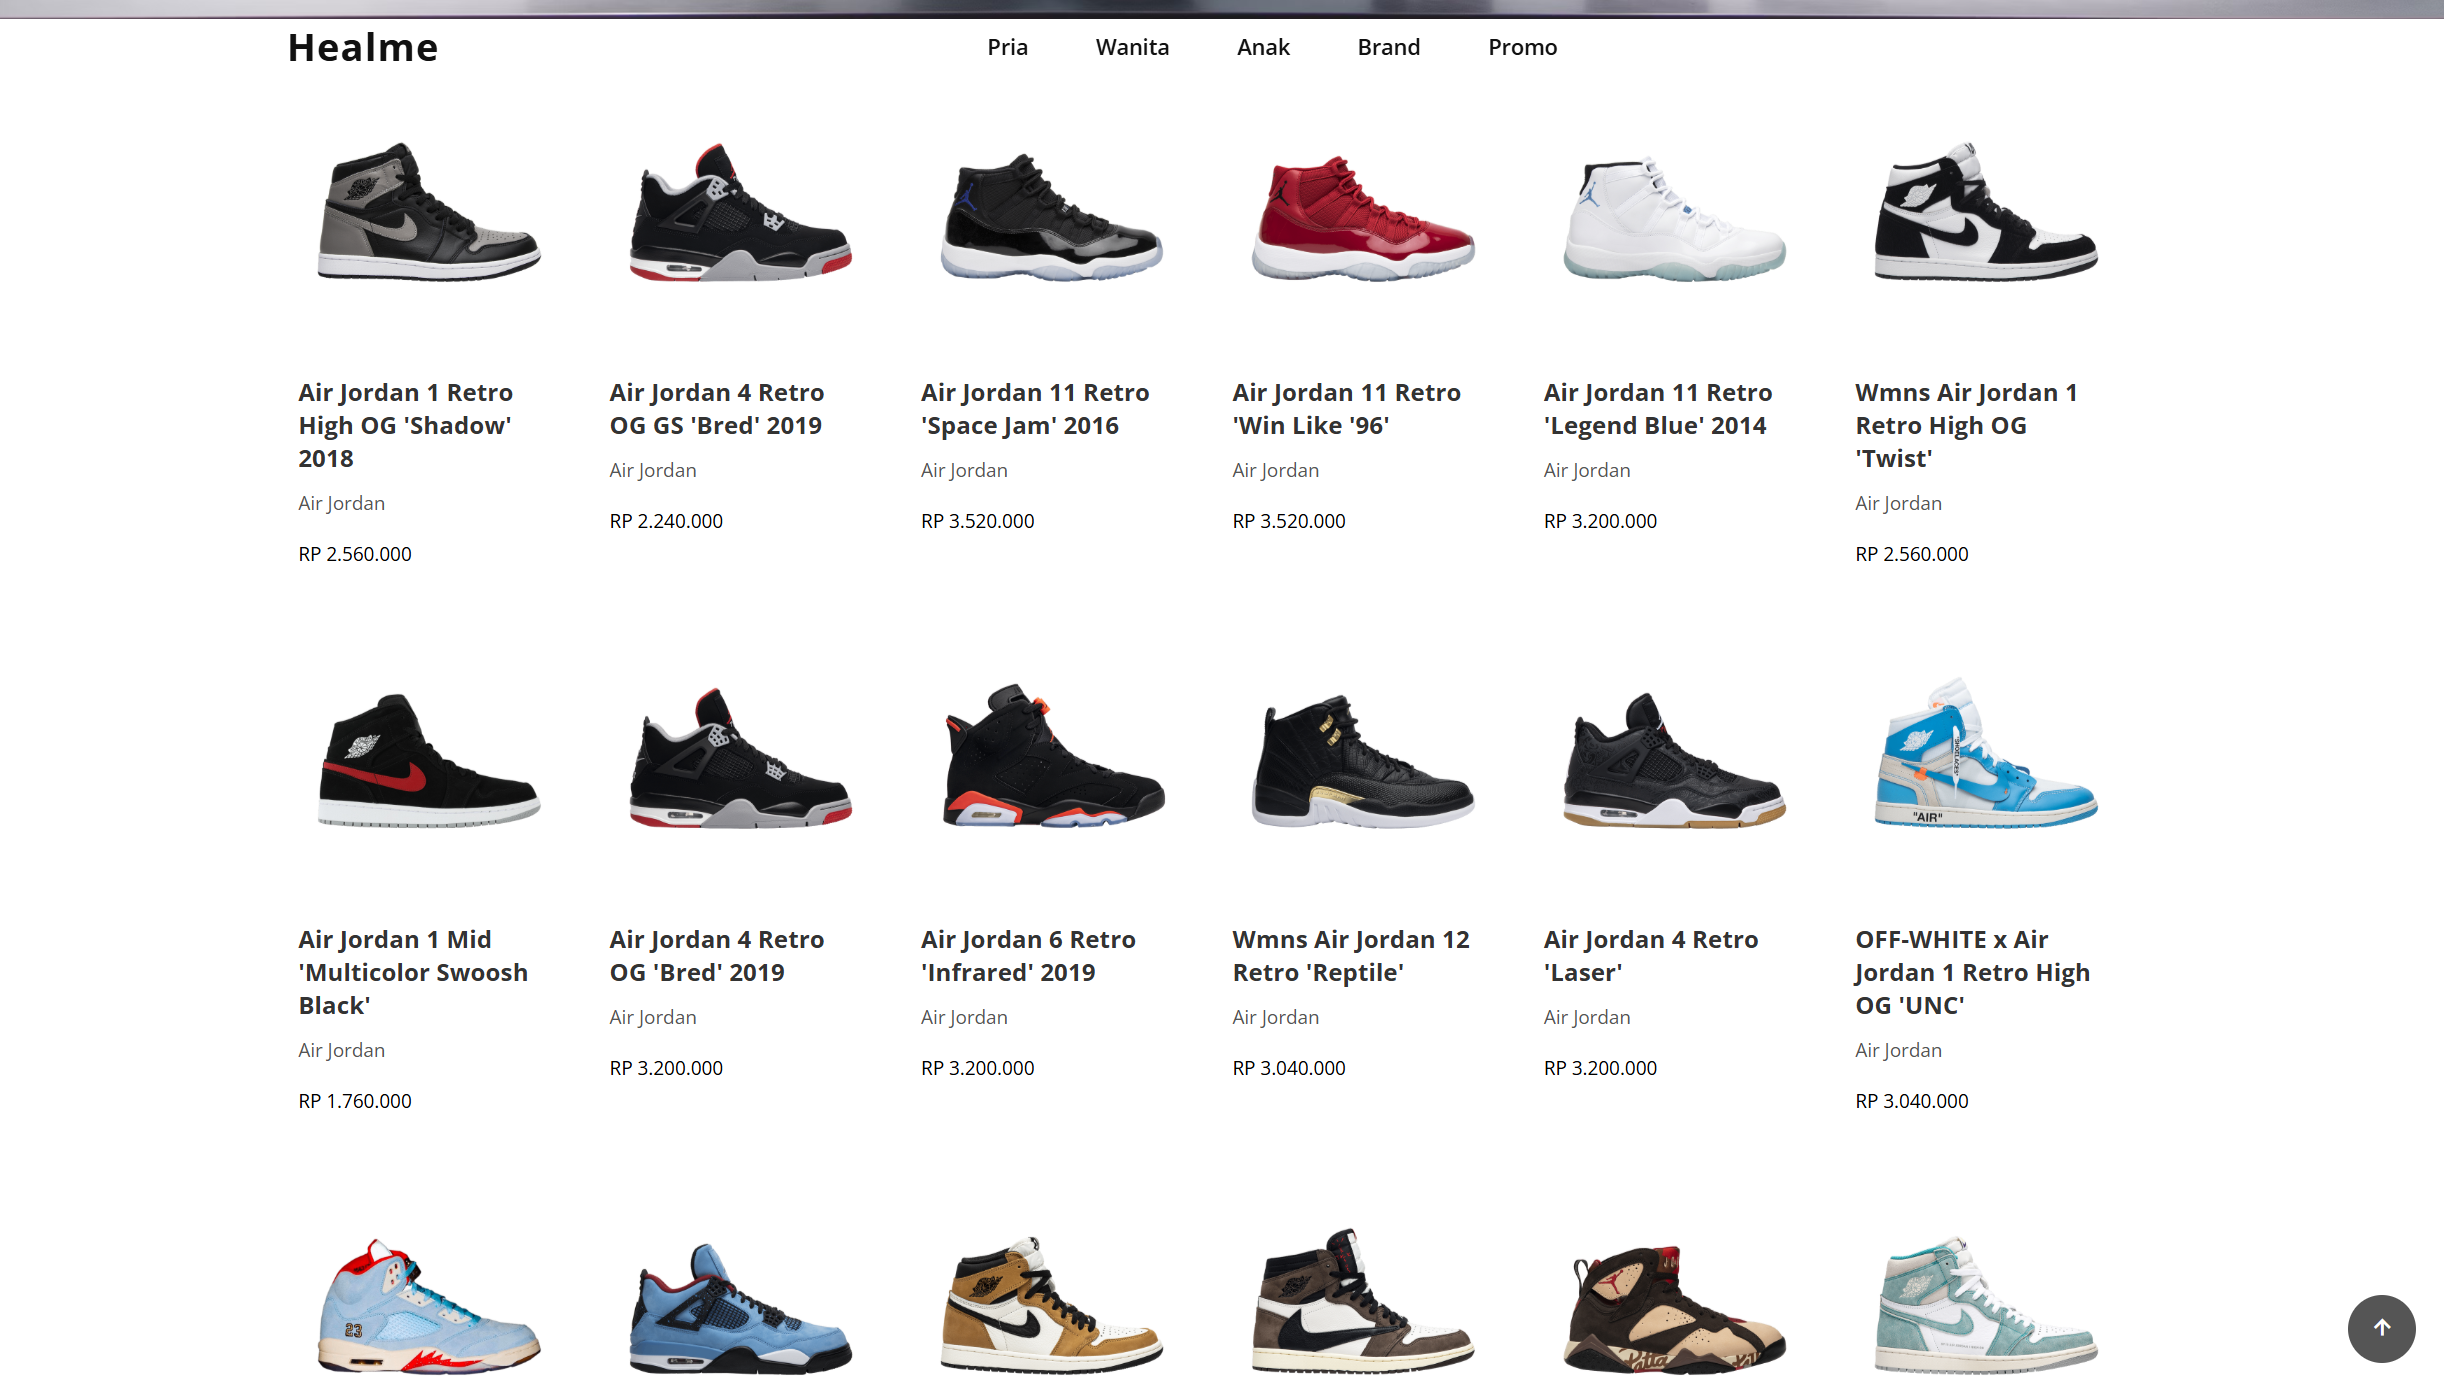 Healme
Pria
Wanita
Anak
Brand
Promo
Air Jordan 1 Retro
High OG 'Shadow'
2018
Air Jordan
RP 2.560.000
Air Jordan 4 Retro
OG GS 'Bred' 2019
Air Jordan
RP 2.240.000
Air Jordan 11 Retro
'Space Jam' 2016
Air Jordan
RP 3.520.000
Air Jordan 11 Retro
'Win Like '96'
Air Jordan
RP 3.520.000
Air Jordan 11 Retro
'Legend Blue' 2014
Air Jordan
RP 3.200.000
Wmns Air Jordan 1
Retro High OG
'Twist'
Air Jordan
RP 2.560.000
"SHOELACES"
"AIR"
Air Jordan 1 Mid
'Multicolor Swoosh
Black'
Air Jordan
RP 1.760.000
Air Jordan 4 Retro
OG 'Bred' 2019
Air Jordan
RP 3.200.000
Air Jordan 6 Retro
'Infrared' 2019
Air Jordan
RP 3.200.000
Wmns Air Jordan 12
Retro 'Reptile'
Air Jordan
RP 3.040.000
Air Jordan 4 Retro
'Laser'
Air Jordan
RP 3.200.000
OFF-WHITE x Air
Jordan 1 Retro High
OG 'UNC'
Air Jordan
RP 3.040.000
23